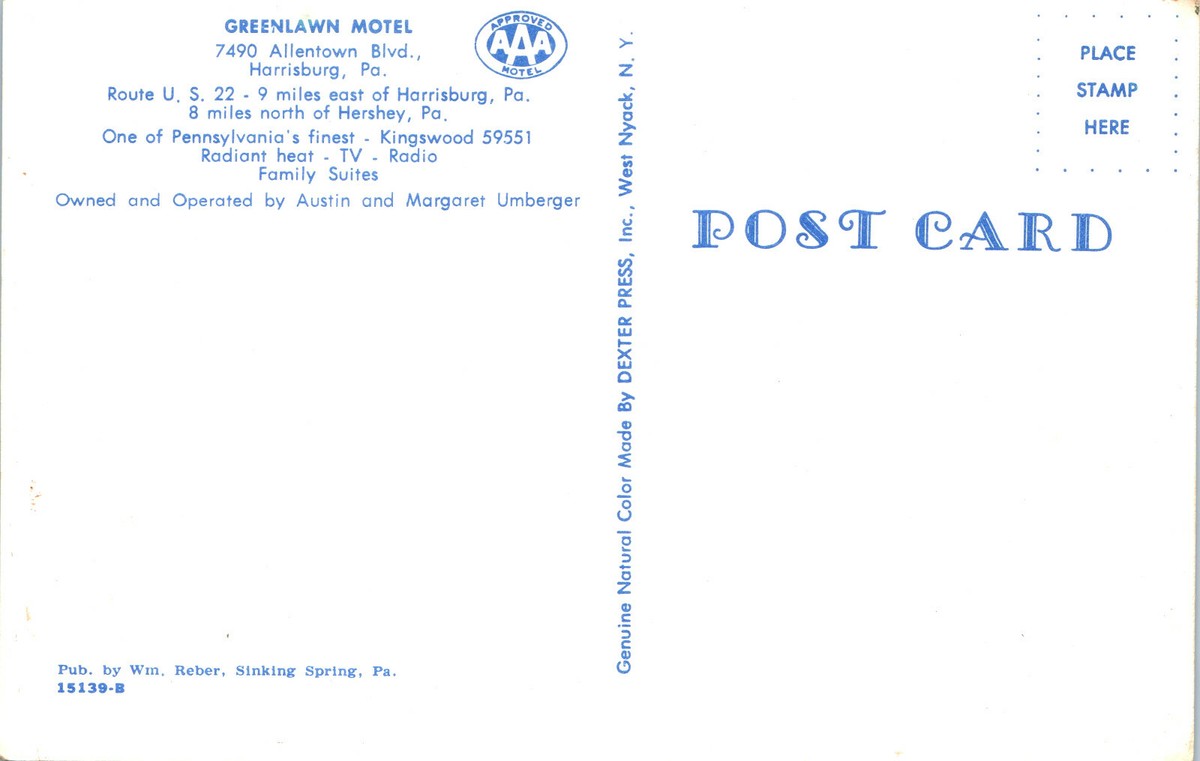 GREENLAWN MOTEL
7490 Allentown Blvd.,
Harrisburg, Pa.
Route U. S. 22 - 9 miles east of Harrisburg, Pa.
8 miles north of Hershey, Pa.
One of Pennsylvania's finest - Kingswood 59551
Radiant heat - TV - Radio
Family Suites
Owned and Operated by Austin and Margaret Umberger
APPROVED
AAA
MOTEL
Pub. by Wm. Reber, Sinking Spring, Pa.
15139-B
Genuine Natural Color Made By DEXTER PRESS, Inc., West Nyack, N. Y.
PLACE
STAMP
HERE
POST CARD